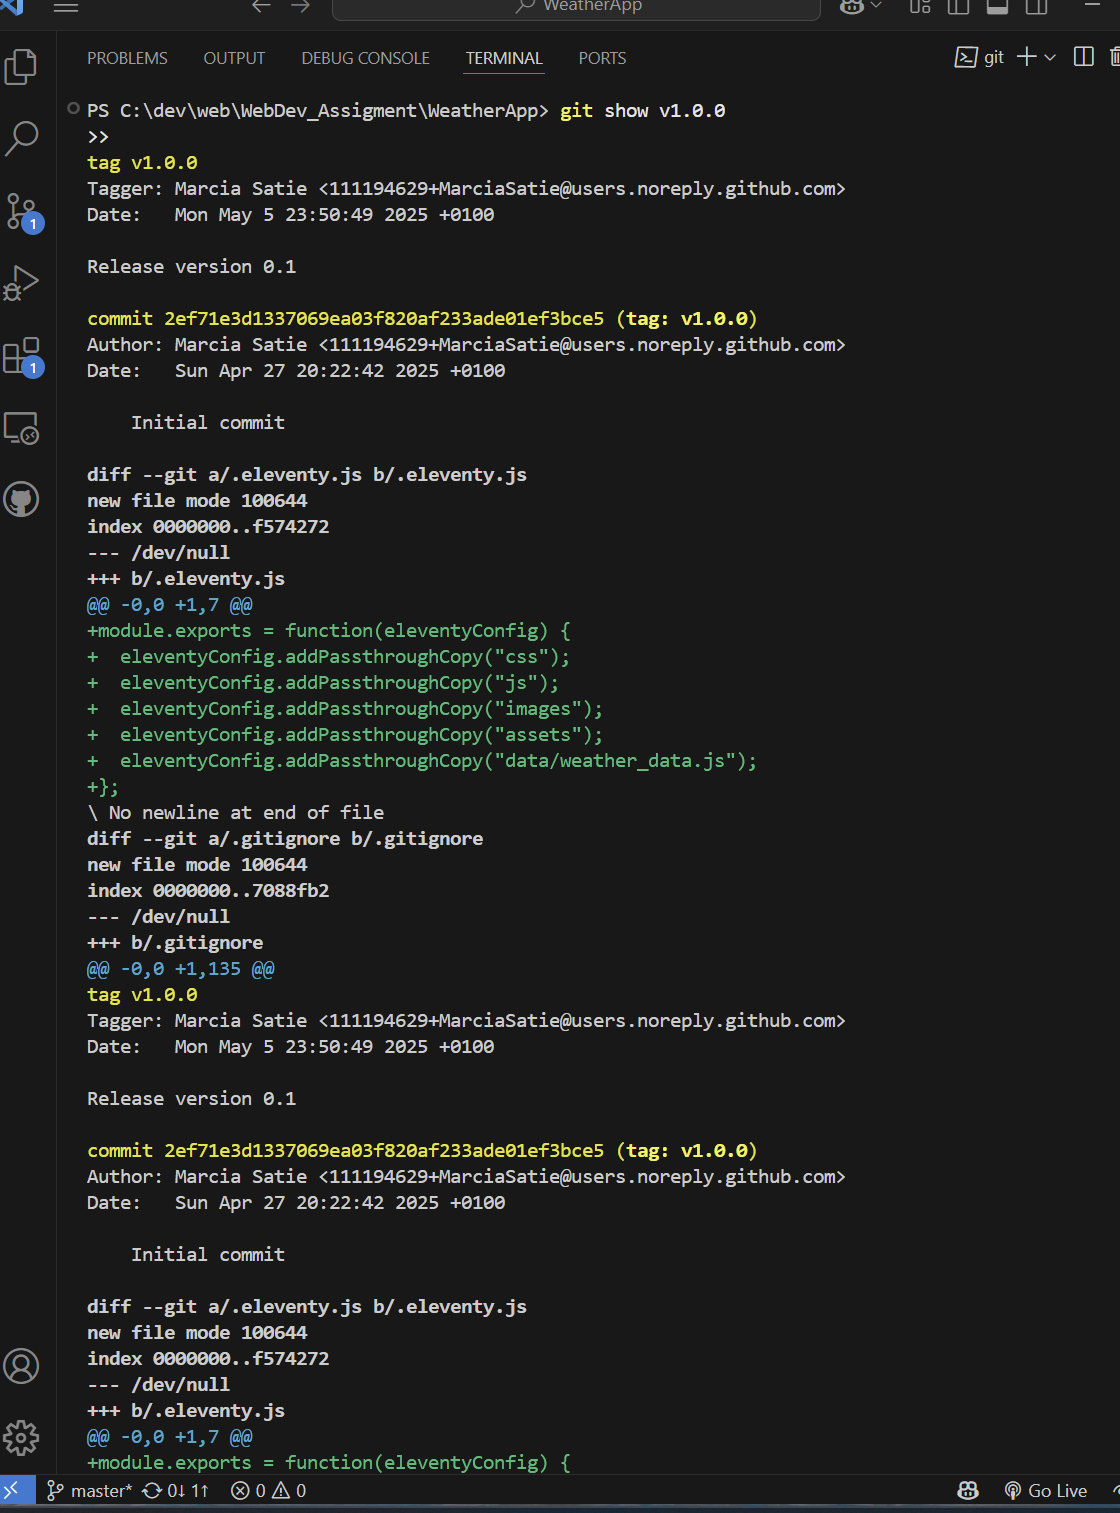 WeatherApp
PROBLEMS OUTPUT DEBUG CONSOLE TERMINAL PORTS git
PS C:\dev\web\WebDev_Assigment\WeatherApp> git show v1.0.0
>>
tag v1.0.0
Tagger: Marcia Satie <111194629+MarciaSatie@users.noreply.github.com>
Date:   Mon May 5 23:50:49 2025 +0100
Release version 0.1
commit 2ef71e3d1337069ea03f820af233ade01ef3bce5 (tag: v1.0.0)
Author: Marcia Satie <111194629+MarciaSatie@users.noreply.github.com>
Date:   Sun Apr 27 20:22:42 2025 +0100
    Initial commit
diff --git a/.eleventy.js b/.eleventy.js
new file mode 100644
index 0000000..f574272
--- /dev/null
+++ b/.eleventy.js
@@ -0,0 +1,7 @@
+module.exports = function(eleventyConfig) {
+  eleventyConfig.addPassthroughCopy("css");
+  eleventyConfig.addPassthroughCopy("js");
+  eleventyConfig.addPassthroughCopy("images");
+  eleventyConfig.addPassthroughCopy("assets");
+  eleventyConfig.addPassthroughCopy("data/weather_data.js");
+};
\ No newline at end of file
diff --git a/.gitignore b/.gitignore
new file mode 100644
index 0000000..7088fb2
--- /dev/null
+++ b/.gitignore
@@ -0,0 +1,135 @@
tag v1.0.0
Tagger: Marcia Satie <111194629+MarciaSatie@users.noreply.github.com>
Date:   Mon May 5 23:50:49 2025 +0100
Release version 0.1
commit 2ef71e3d1337069ea03f820af233ade01ef3bce5 (tag: v1.0.0)
Author: Marcia Satie <111194629+MarciaSatie@users.noreply.github.com>
Date:   Sun Apr 27 20:22:42 2025 +0100
    Initial commit
diff --git a/.eleventy.js b/.eleventy.js
new file mode 100644
index 0000000..f574272
--- /dev/null
+++ b/.eleventy.js
@@ -0,0 +1,7 @@
+module.exports = function(eleventyConfig) {
1
1
master* 0↓ 1↑ 0 0 Go Live